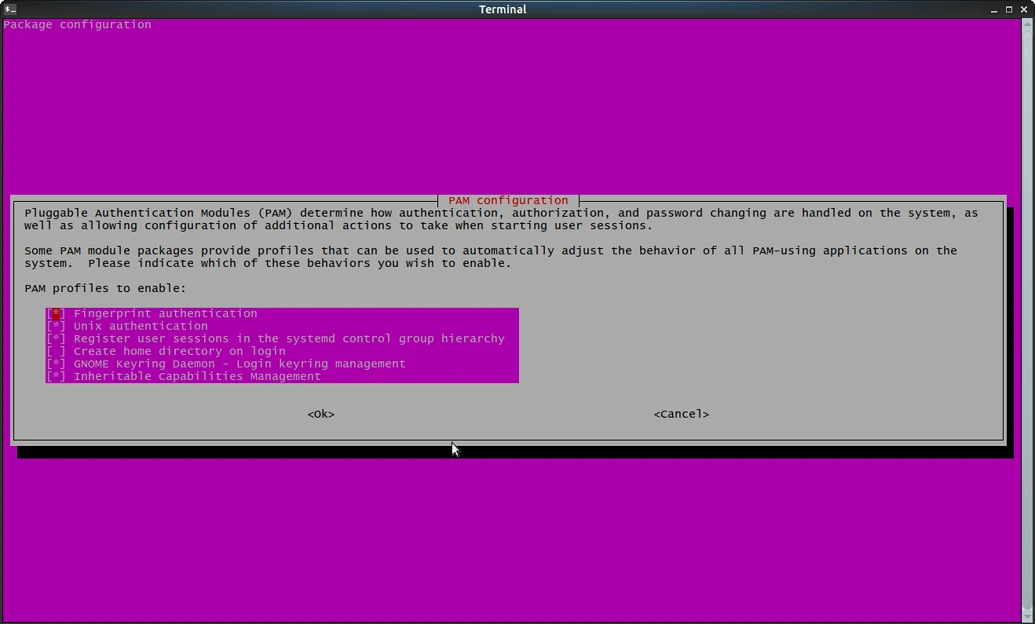 Terminal
Package configuration
PAM configuration
Pluggable Authentication Modules (PAM) determine how authentication, authorization, and password changing are handled on the system, as
well as allowing configuration of additional actions to take when starting user sessions.
Some PAM module packages provide profiles that can be used to automatically adjust the behavior of all PAM-using applications on the
system.  Please indicate which of these behaviors you wish to enable.
PAM profiles to enable:
[*] Fingerprint authentication
[*] Unix authentication
[*] Register user sessions in the systemd control group hierarchy
[ ] Create home directory on login
[*] GNOME Keyring Daemon - Login keyring management
[*] Inheritable Capabilities Management
<Ok> <Cancel>